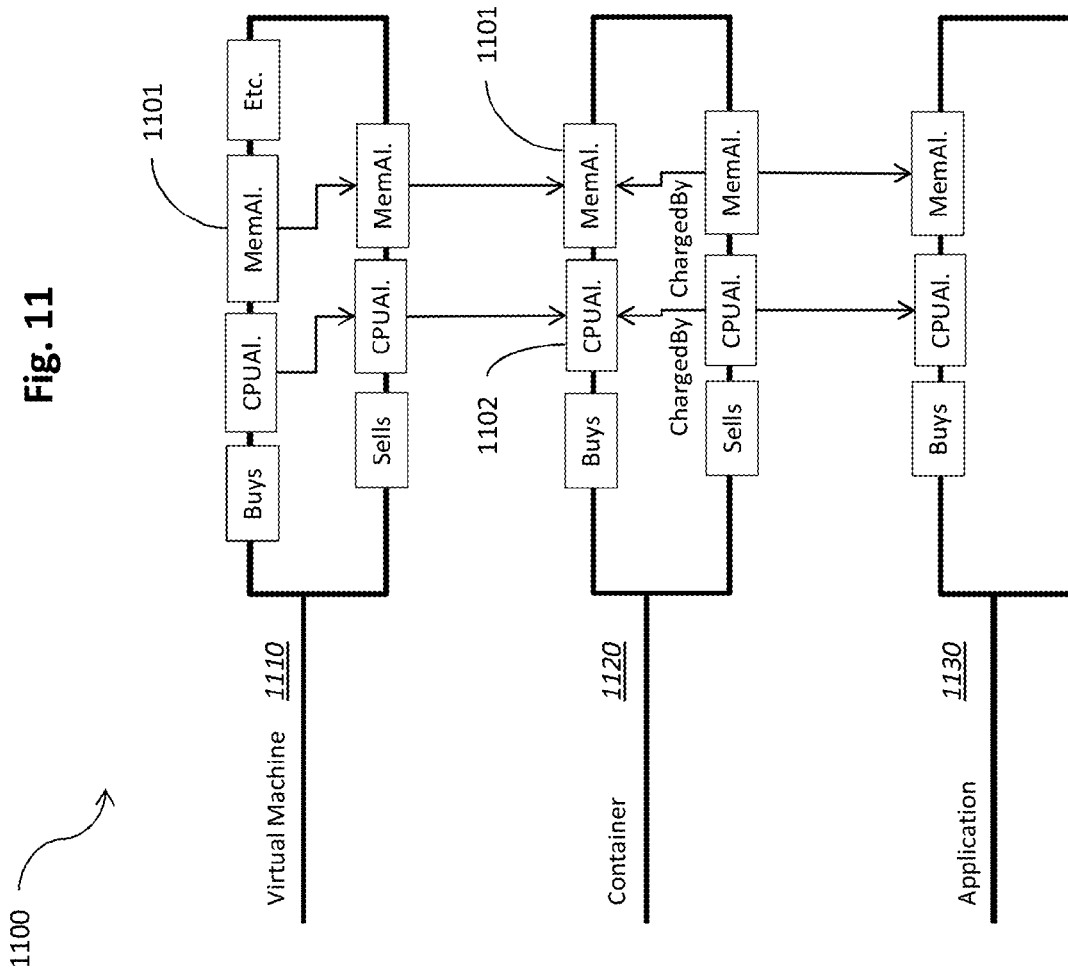 Fig. 11
1100
1101
Buys CPUAl. MemAl. Etc.
Virtual Machine 1110
Sells CPUAl. MemAl.
1102 1101
Buys CPUAl. MemAl.
Container 1120
ChargedBy ChargedBy
Sells CPUAl. MemAl.
Buys CPUAl. MemAl.
Application 1130